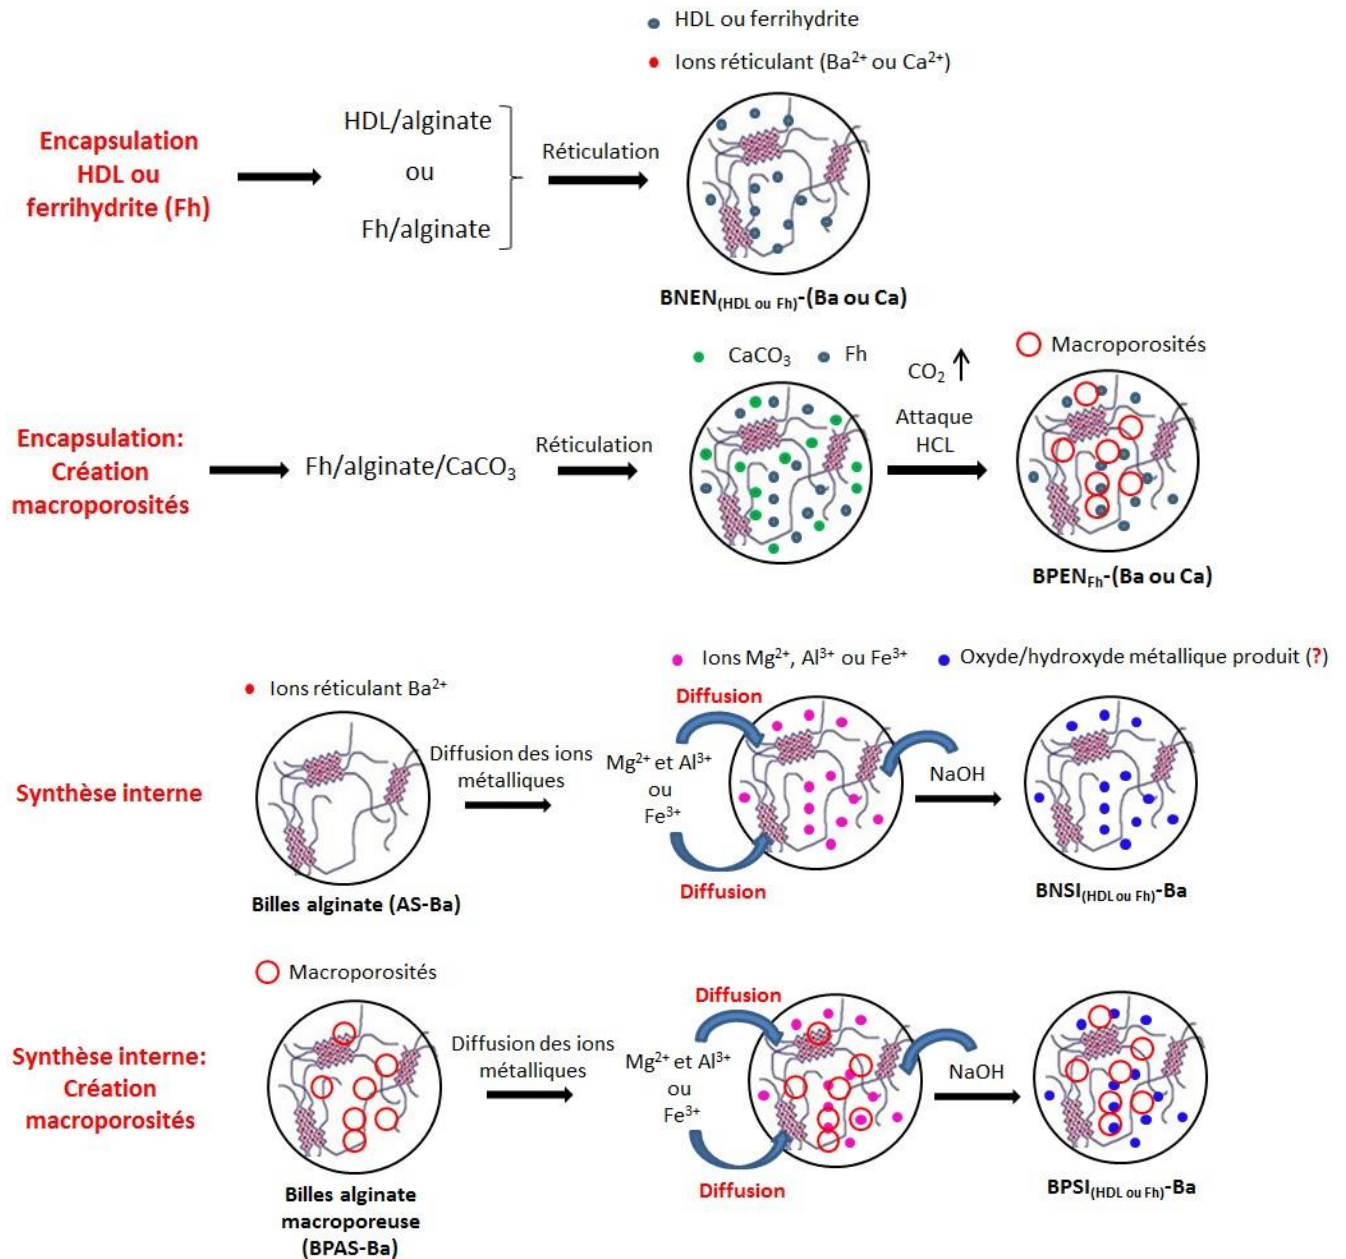 HDL ou ferrihydrite
Ions réticulant (Ba²⁺ ou Ca²⁺)
Encapsulation
HDL ou
ferrihydrite (Fh)
HDL/alginate
ou
Fh/alginate
Réticulation
BNEN(HDL ou Fh)-(Ba ou Ca)
Encapsulation:
Création
macroporosités
Fh/alginate/CaCO₃
Réticulation
CaCO₃
Fh
CO₂
Attaque
HCL
Macroporosités
BPENFh-(Ba ou Ca)
Synthèse interne
Ions réticulant Ba²⁺
Billes alginate (AS-Ba)
Diffusion des ions
métalliques
Ions Mg²⁺, Al³⁺ ou Fe³⁺
Oxyde/hydroxyde métallique produit (?)
Diffusion
Mg²⁺ et Al³⁺
ou
Fe³⁺
Diffusion
NaOH
BNSI(HDL ou Fh)-Ba
Synthèse interne:
Création
macroporosités
Macroporosités
Billes alginate
macroporeuse
(BPAS-Ba)
Diffusion des ions
métalliques
Diffusion
Mg²⁺ et Al³⁺
ou
Fe³⁺
Diffusion
NaOH
BPSI(HDL ou Fh)-Ba